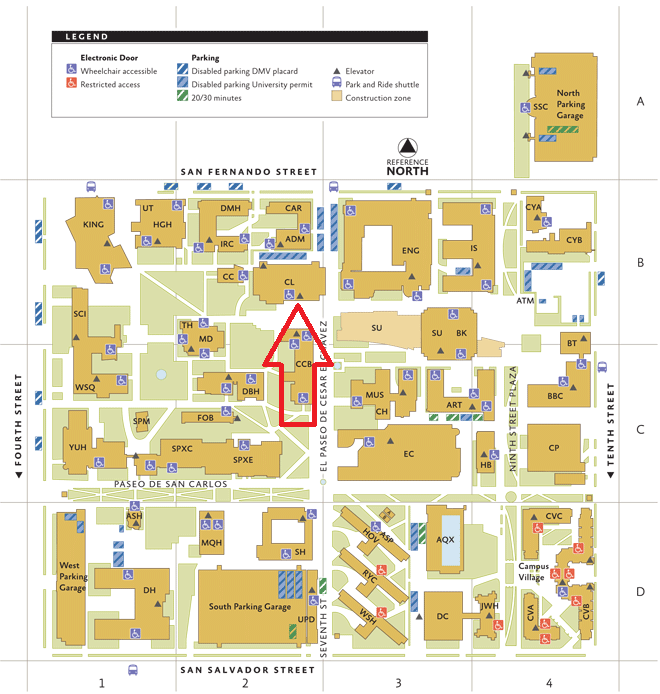 LEGEND
Electronic Door
Wheelchair accessible
Restricted access
Parking
Disabled parking DMV placard
Disabled parking University permit
20/30 minutes
Elevator
Park and Ride shuttle
Construction zone
A
SSC
North
Parking
Garage
REFERENCE
NORTH
SAN FERNANDO STREET
KING
UT
HGH
DMH
IRC
CAR
ADM
ENG
IS
CYA
CYB
B
CC
CL
ATM
SCI
TH
MD
SU
SU
BK
BT
CCB
WSQ
DBH
MUS
CH
ART
BBC
SPM
FOB
YUH
SPXC
SPXE
EC
HB
CP
C
FOURTH STREET
EL PASEO DE CESAR E. CHAVEZ
NINTH STREET PLAZA
TENTH STREET
PASEO DE SAN CARLOS
ASH
MQH
SH
HOV
ASP
AQX
CVC
West
Parking
Garage
RYC
Campus
Village
DH
South Parking Garage
UPD
SEVENTH ST
WSH
DC
JWH
CVA
CVB
D
SAN SALVADOR STREET
1
2
3
4